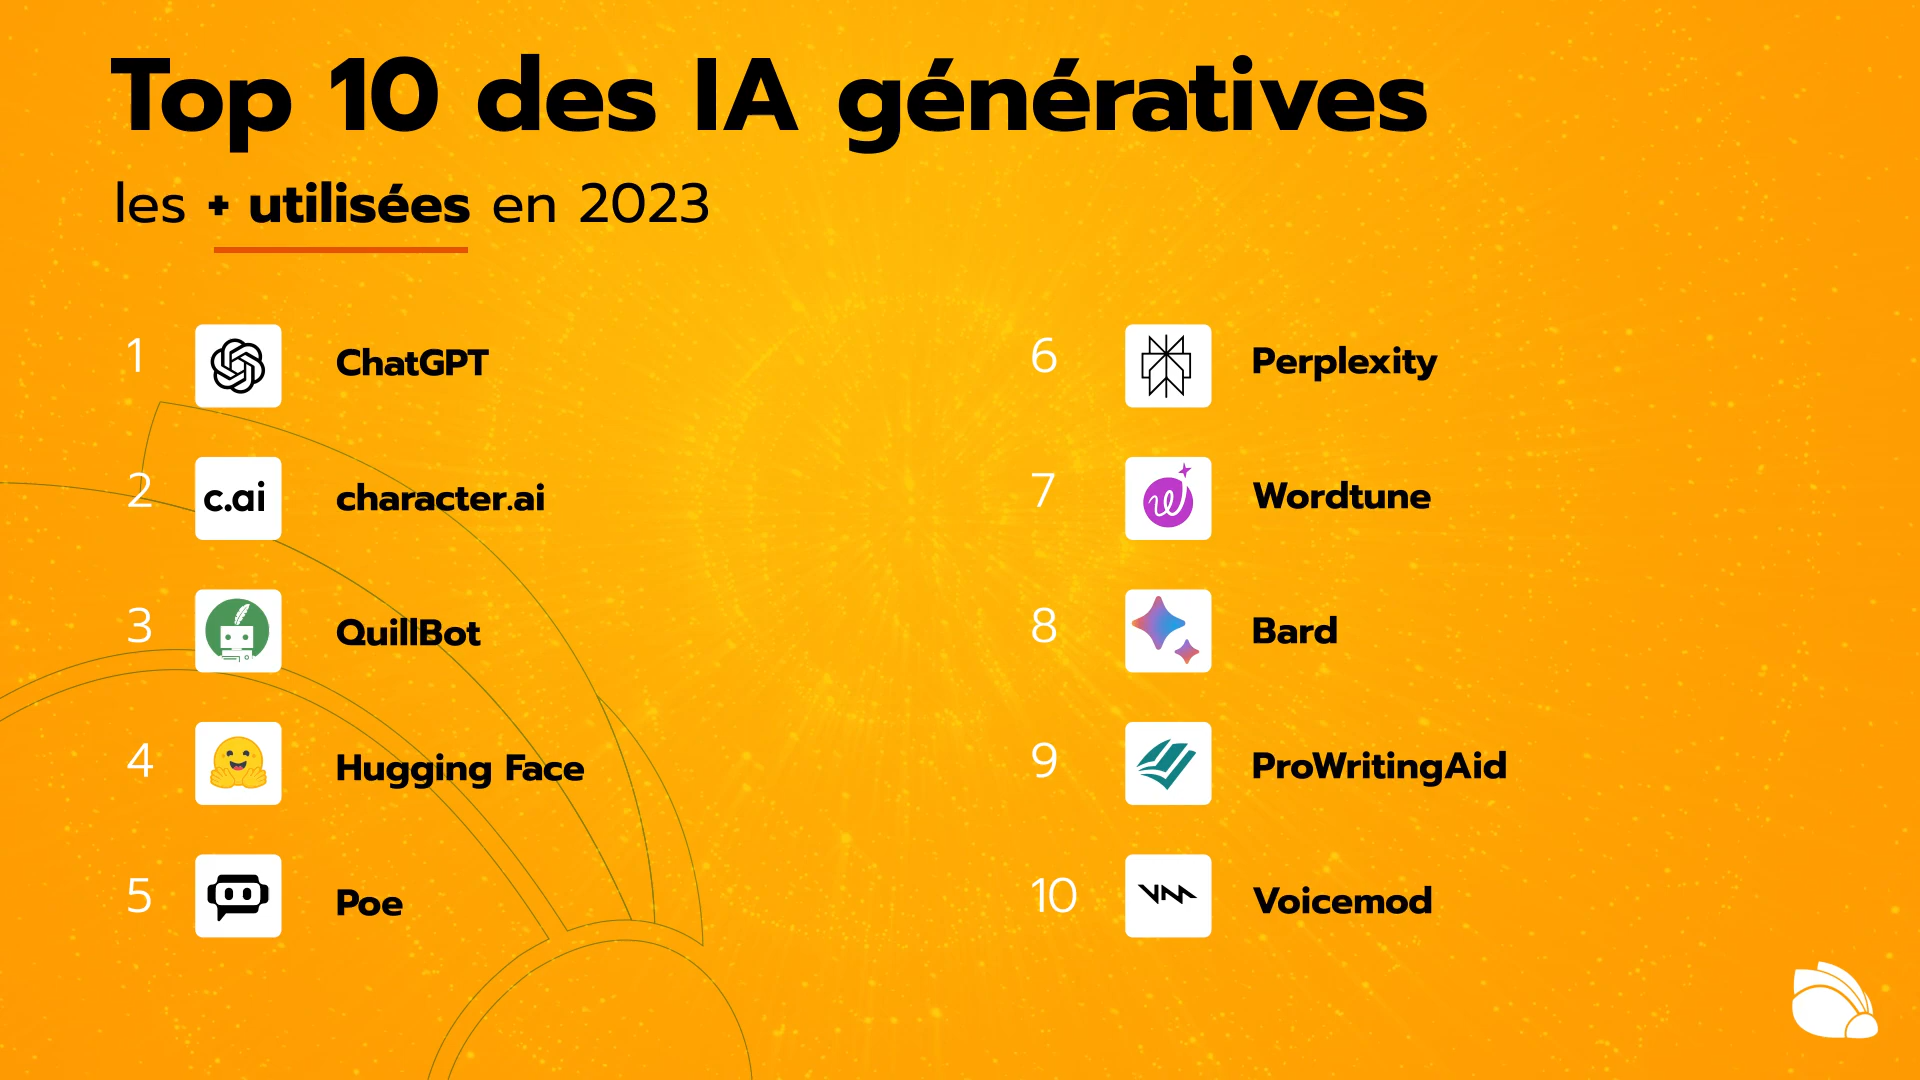 Top 10 des IA génératives
les + utilisées en 2023
1 ChatGPT
2 c.ai character.ai
3 QuillBot
4 Hugging Face
5 Poe
6 Perplexity
7 w Wordtune
8 Bard
9 ProWritingAid
10 Voicemod